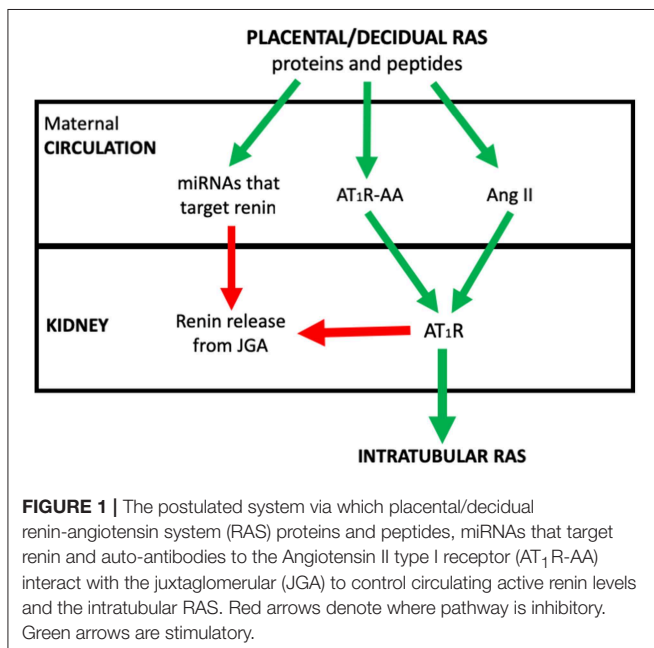 PLACENTAL/DECIDUAL RAS
proteins and peptides
Maternal
CIRCULATION
miRNAs that
target renin
AT1R-AA
Ang II
KIDNEY
Renin release
from JGA
AT1R
INTRATUBULAR RAS
FIGURE 1 | The postulated system via which placental/decidual
renin-angiotensin system (RAS) proteins and peptides, miRNAs that target
renin and auto-antibodies to the Angiotensin II type I receptor (AT1R-AA)
interact with the juxtaglomerular (JGA) to control circulating active renin levels
and the intratubular RAS. Red arrows denote where pathway is inhibitory.
Green arrows are stimulatory.